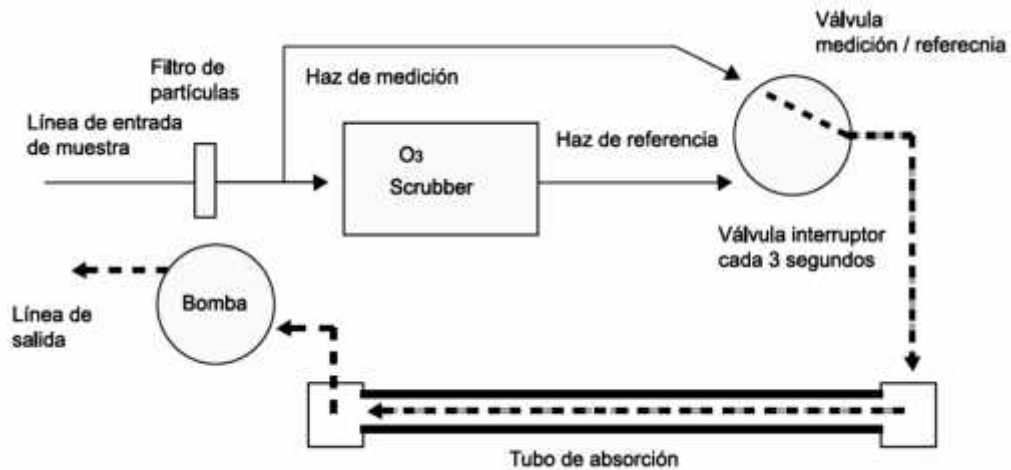 Válvula
medición / referecnia
Filtro de
partículas
Haz de medición
Línea de entrada
de muestra
Haz de referencia
O3
Scrubber
Válvula interruptor
cada 3 segundos
Bomba
Línea de
salida
Tubo de absorción